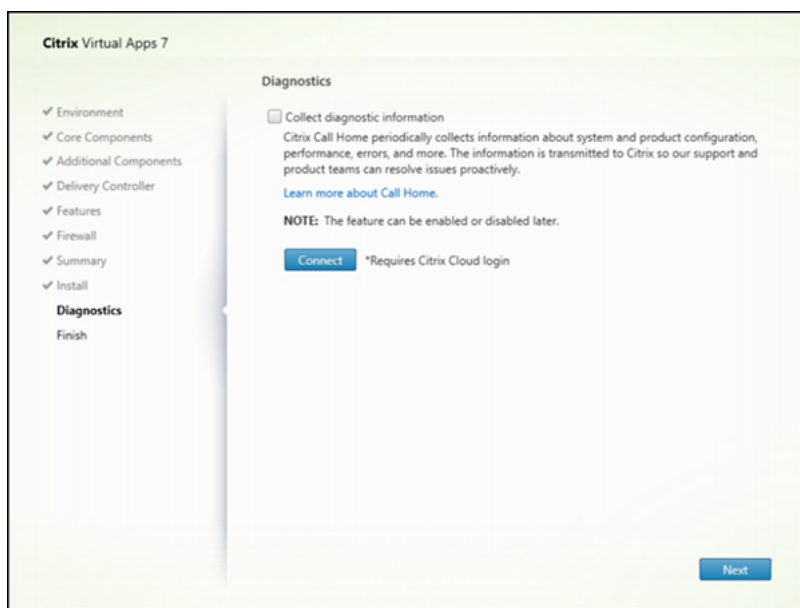 Citrix Virtual Apps 7
Diagnostics
✔ Environment
✔ Core Components
✔ Additional Components
✔ Delivery Controller
✔ Features
✔ Firewall
✔ Summary
✔ Install
Diagnostics
Finish
Collect diagnostic information
Citrix Call Home periodically collects information about system and product configuration,
performance, errors, and more. The information is transmitted to Citrix so our support and
product teams can resolve issues proactively.
Learn more about Call Home.
NOTE: The feature can be enabled or disabled later.
Connect *Requires Citrix Cloud login
Next